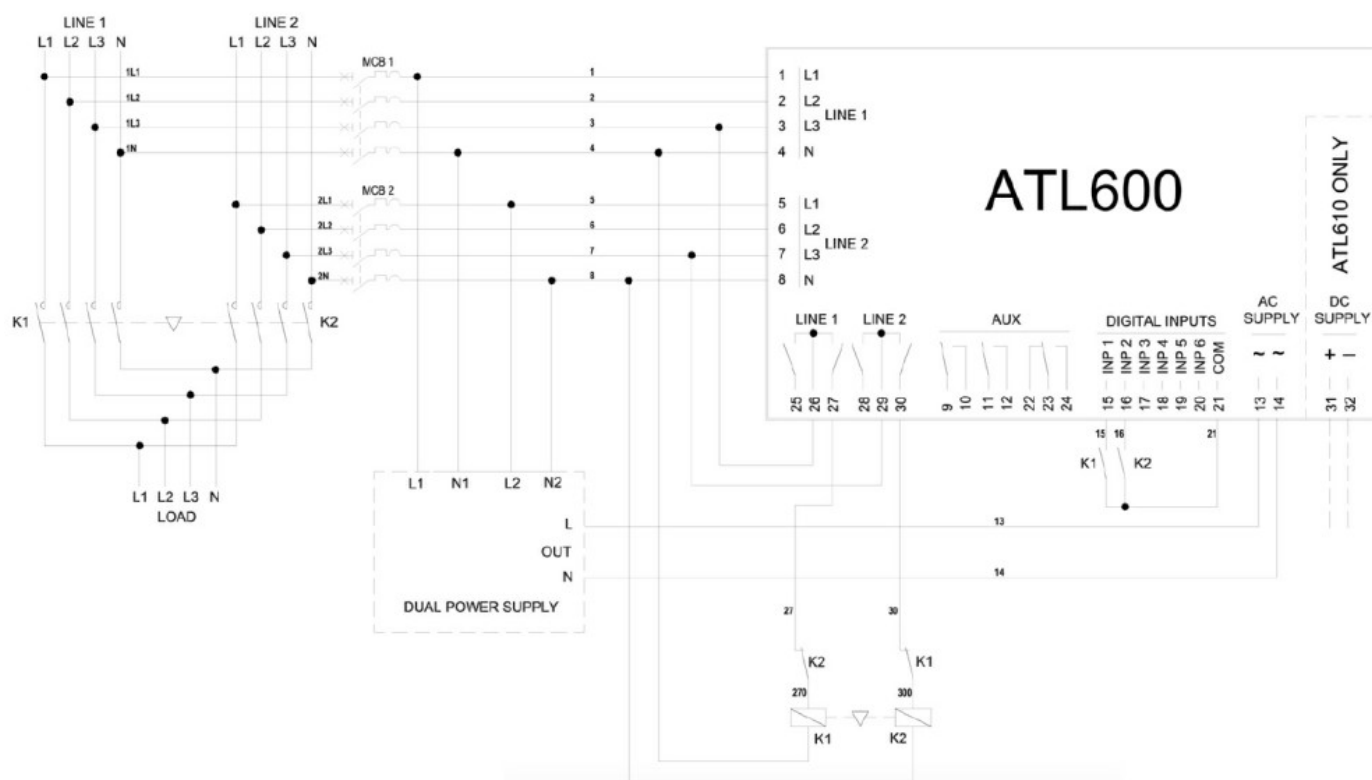 LINE 1 LINE 2
L1 L2 L3 N L1 L2 L3 N
MCB 1
1L1 1 1 L1
1L2 2 2 L2
LINE 1
1L3 3 3 L3
1N 4 4 N
ATL600
ATL610 ONLY
MCB 2
2L1 5 5 L1
2L2 6 6 L2
LINE 2
2L3 7 7 L3
2N 8 8 N
K1 K2
LINE 1 LINE 2 AUX DIGITAL INPUTS AC SUPPLY DC SUPPLY
INP 1 INP 2 INP 3 INP 4 INP 5 INP 6 COM ~ ~ + –
25 26 27 28 29 30 9 10 11 12 22 23 24 15 16 17 18 19 20 21 13 14 31 32
15 16 21
K1 K2
L1 N1 L2 N2
L1 L2 L3 N
LOAD
L 13
OUT
N 14
DUAL POWER SUPPLY
27 30
K2 K1
270 300
K1 K2